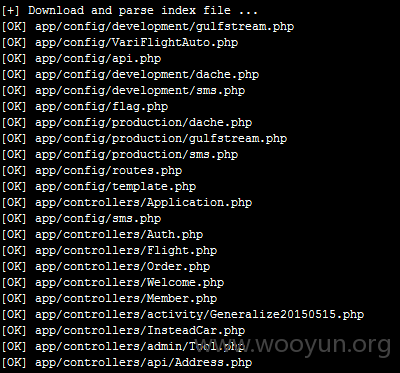 [+] Download and parse index file ...
[OK] app/config/development/gulfstream.php
[OK] app/config/VariFlightAuto.php
[OK] app/config/api.php
[OK] app/config/development/dache.php
[OK] app/config/development/sms.php
[OK] app/config/flag.php
[OK] app/config/production/dache.php
[OK] app/config/production/gulfstream.php
[OK] app/config/production/sms.php
[OK] app/config/routes.php
[OK] app/config/template.php
[OK] app/controllers/Application.php
[OK] app/config/sms.php
[OK] app/controllers/Auth.php
[OK] app/controllers/Flight.php
[OK] app/controllers/Order.php
[OK] app/controllers/Welcome.php
[OK] app/controllers/Member.php
[OK] app/controllers/activity/Generalize20150515.php
[OK] app/controllers/InsteadCar.php
[OK] app/controllers/admin/Tool.php
[OK] app/controllers/api/Address.php
www.wooyun.org